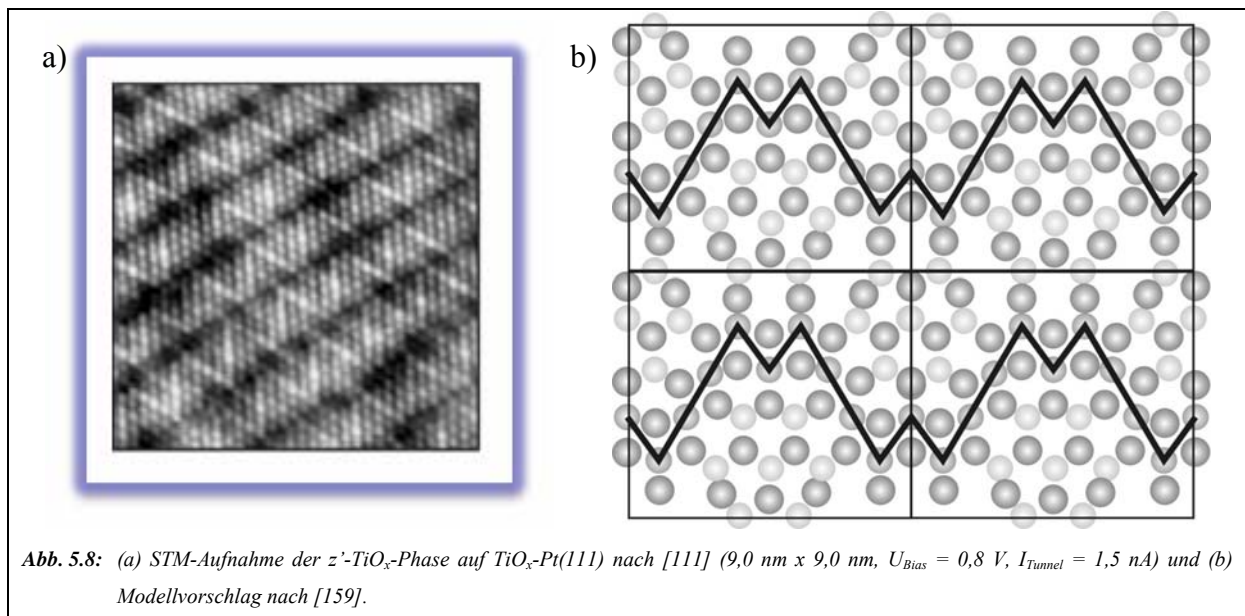 a)
b)
Abb. 5.8: (a) STM-Aufnahme der z’-TiOx-Phase auf TiOx-Pt(111) nach [111] (9,0 nm x 9,0 nm, UBias = 0,8 V, ITunnel = 1,5 nA) und (b)
Modellvorschlag nach [159].